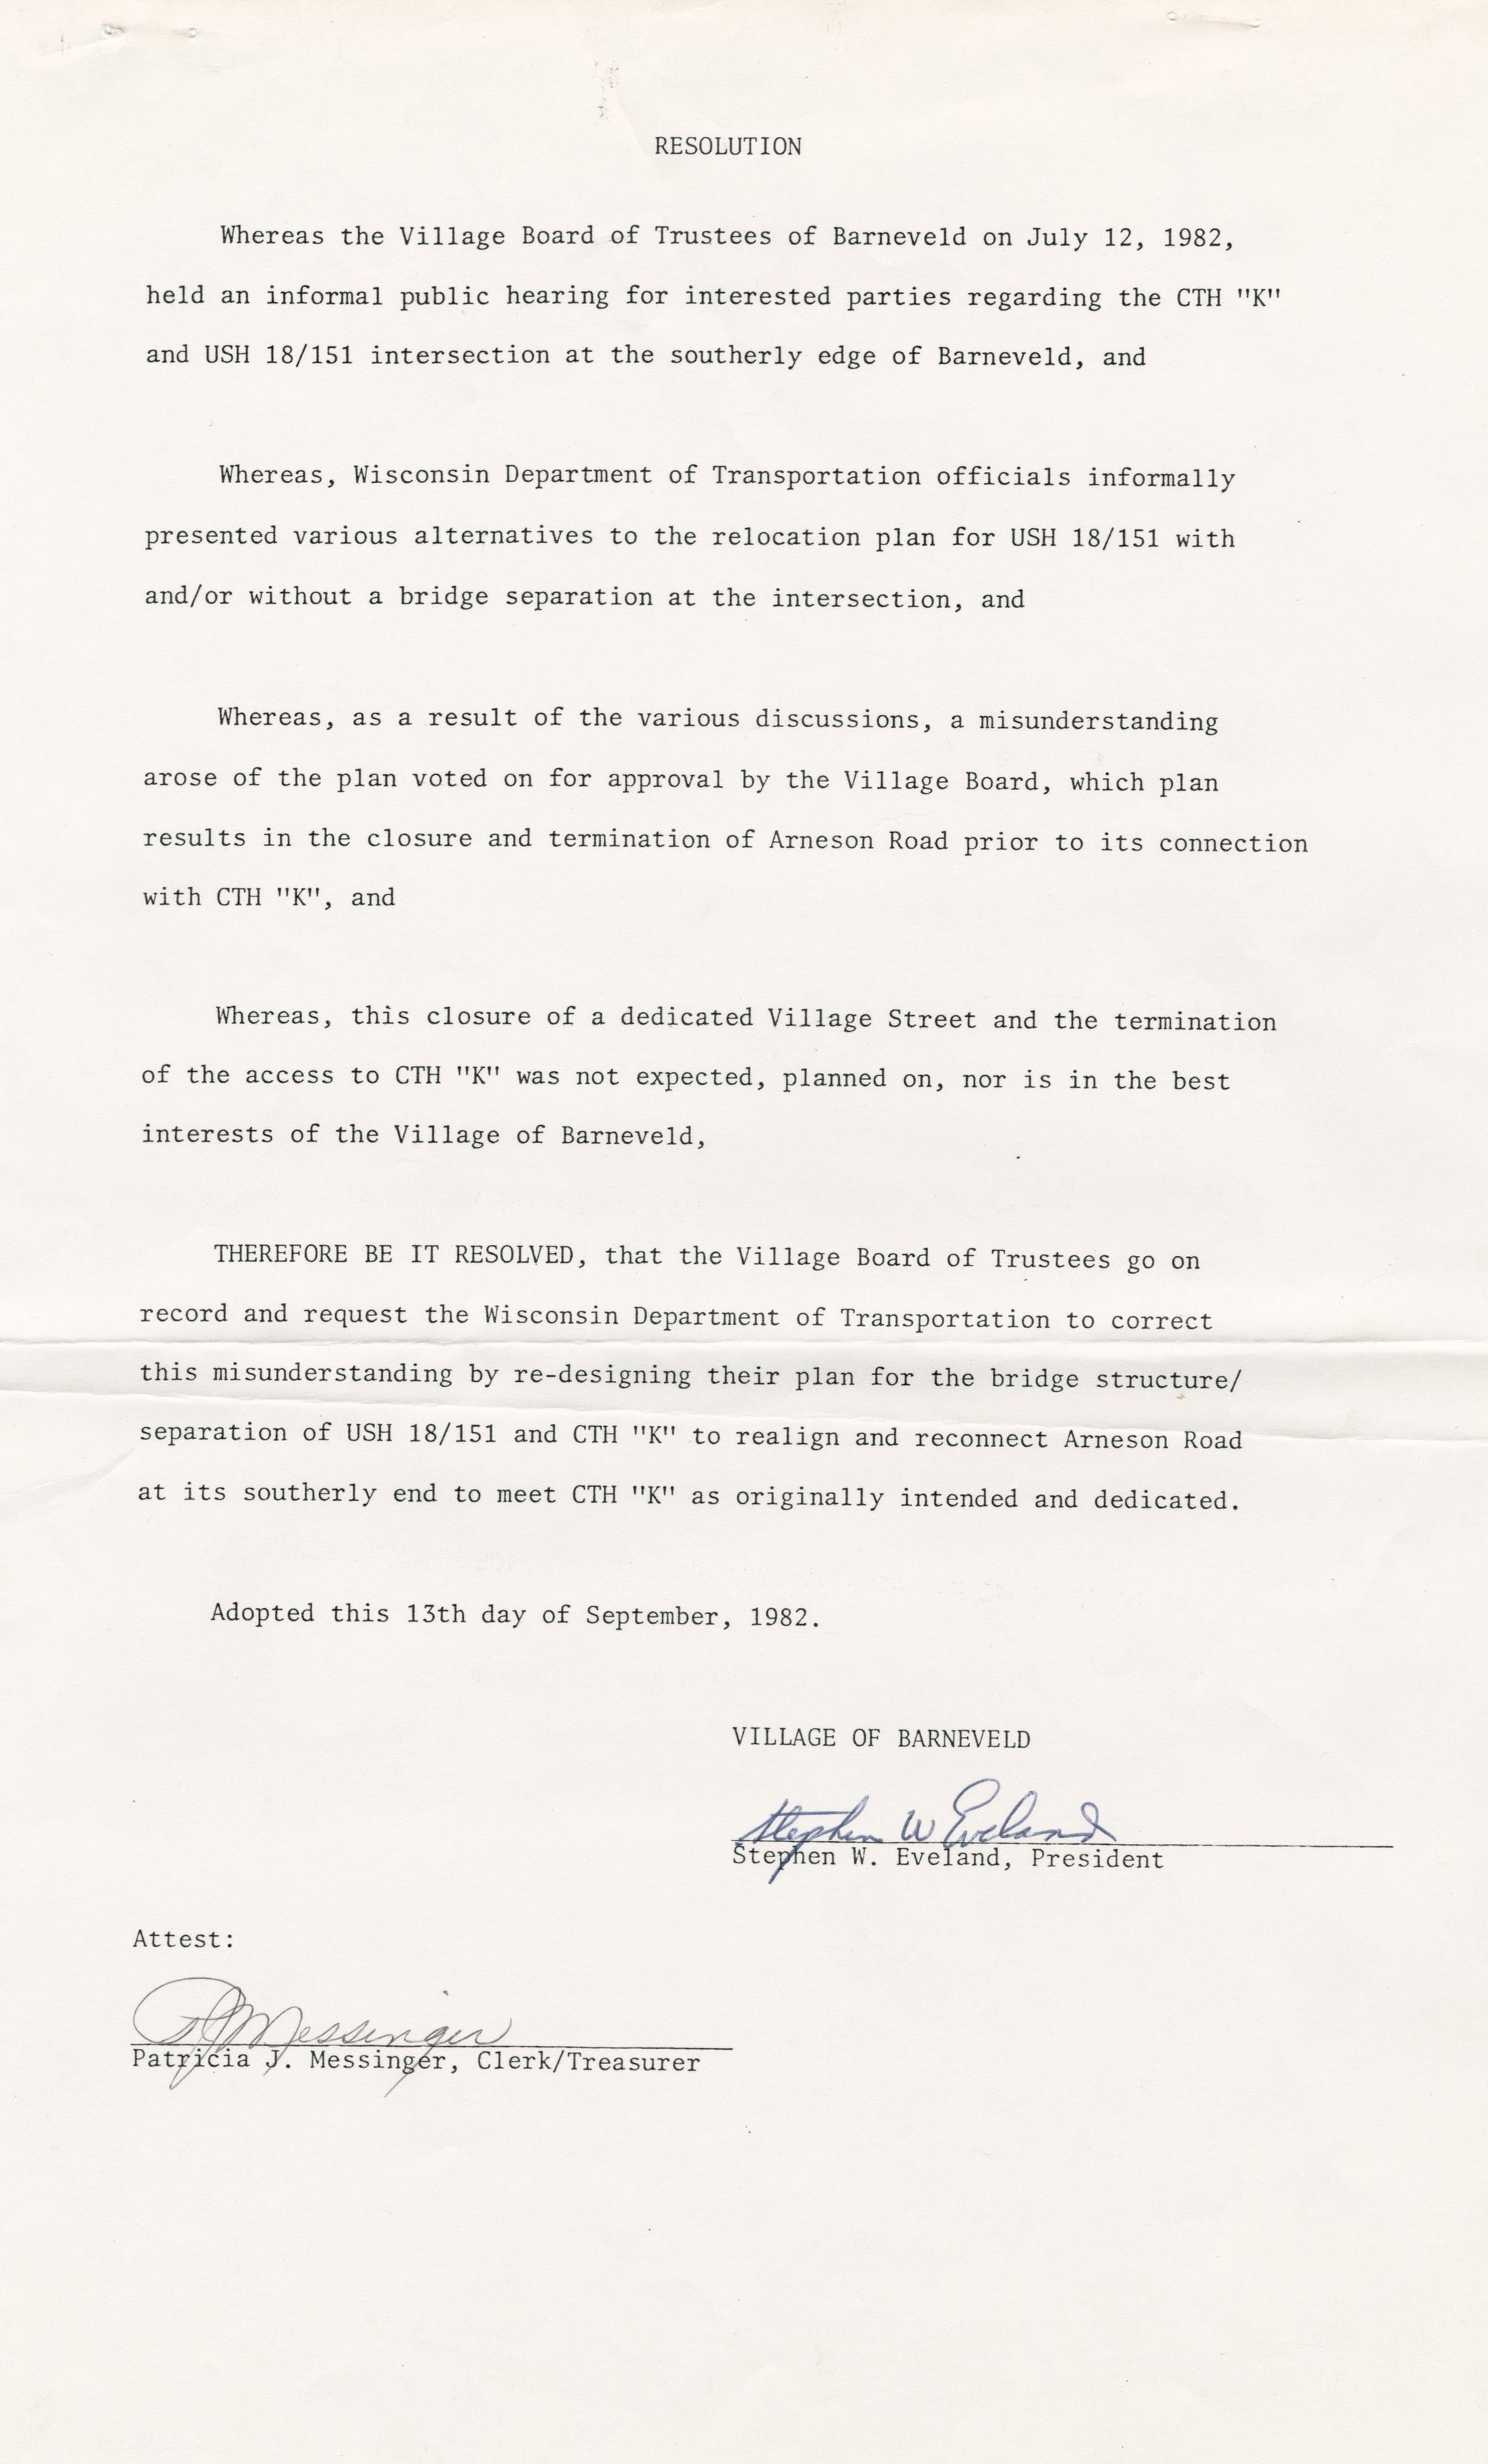 RESOLUTION
Whereas the Village Board of Trustees of Barneveld on July 12, 1982,
held an informal public hearing for interested parties regarding the CTH "K"
and USH 18/151 intersection at the southerly edge of Barneveld, and
Whereas, Wisconsin Department of Transportation officials informally
presented various alternatives to the relocation plan for USH 18/151 with
and/or without a bridge separation at the intersection, and
Whereas, as a result of the various discussions, a misunderstanding
arose of the plan voted on for approval by the Village Board, which plan
results in the closure and termination of Arneson Road prior to its connection
with CTH "K", and
Whereas, this closure of a dedicated Village Street and the termination
of the access to CTH "K" was not expected, planned on, nor is in the best
interests of the Village of Barneveld,
THEREFORE BE IT RESOLVED, that the Village Board of Trustees go on
record and request the Wisconsin Department of Transportation to correct
this misunderstanding by re-designing their plan for the bridge structure/
separation of USH 18/151 and CTH "K" to realign and reconnect Arneson Road
at its southerly end to meet CTH "K" as originally intended and dedicated.
Adopted this 13th day of September, 1982.
VILLAGE OF BARNEVELD
Stephen W Eveland
Stephen W. Eveland, President
Attest:
PJMessinger
Patricia J. Messinger, Clerk/Treasurer